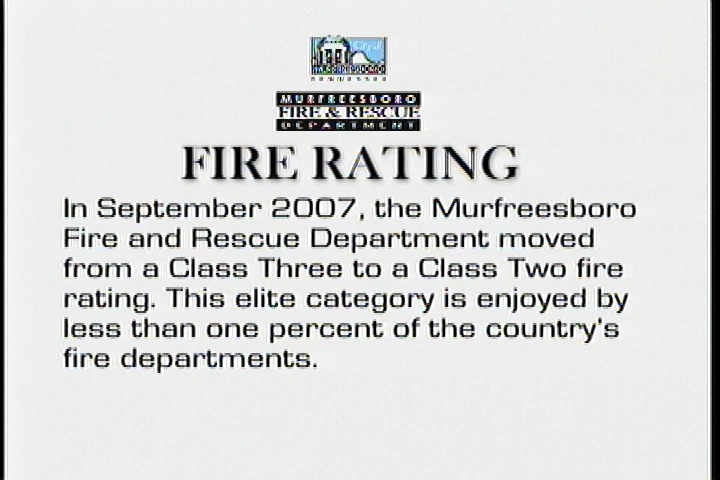 MURFREESBORO
FIRE & RESCUE
DEPARTMENT
FIRE RATING
In September 2007, the Murfreesboro
Fire and Rescue Department moved
from a Class Three to a Class Two fire
rating. This elite category is enjoyed by
less than one percent of the country's
fire departments.